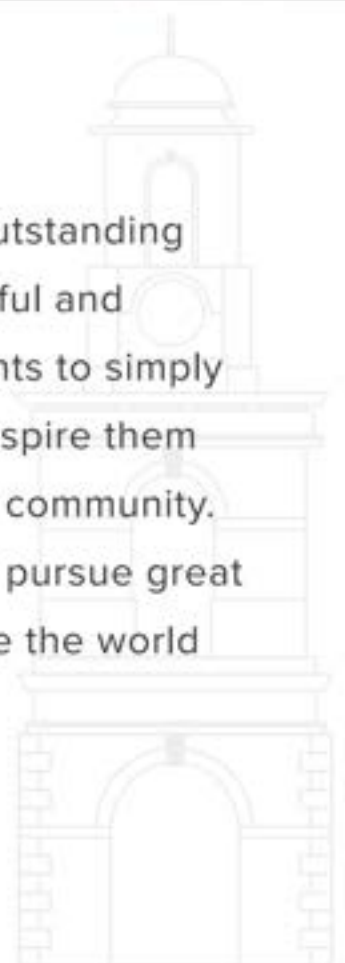 utstanding
ful and
nts to simply
spire them
community.
pursue great
e the world